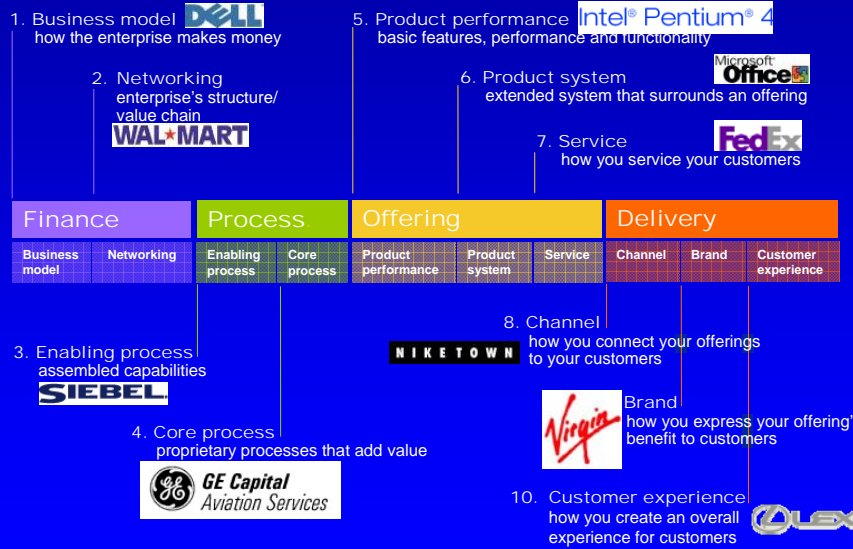 1. Business model DELL
how the enterprise makes money
2. Networking
enterprise's structure/
value chain
WAL★MART
5. Product performance Intel® Pentium® 4
basic features, performance and functionality
6. Product system Microsoft® Office
extended system that surrounds an offering
7. Service FedEx
how you service your customers
Finance Process Offering Delivery
Business model Networking Enabling process Core process Product performance Product system Service Channel Brand Customer experience
3. Enabling process
assembled capabilities
SIEBEL.
4. Core process
proprietary processes that add value
GE Capital
Aviation Services
8. Channel
how you connect your offerings
NIKETOWN to your customers
Virgin Brand
how you express your offering'
benefit to customers
10. Customer experience
how you create an overall LEX
experience for customers